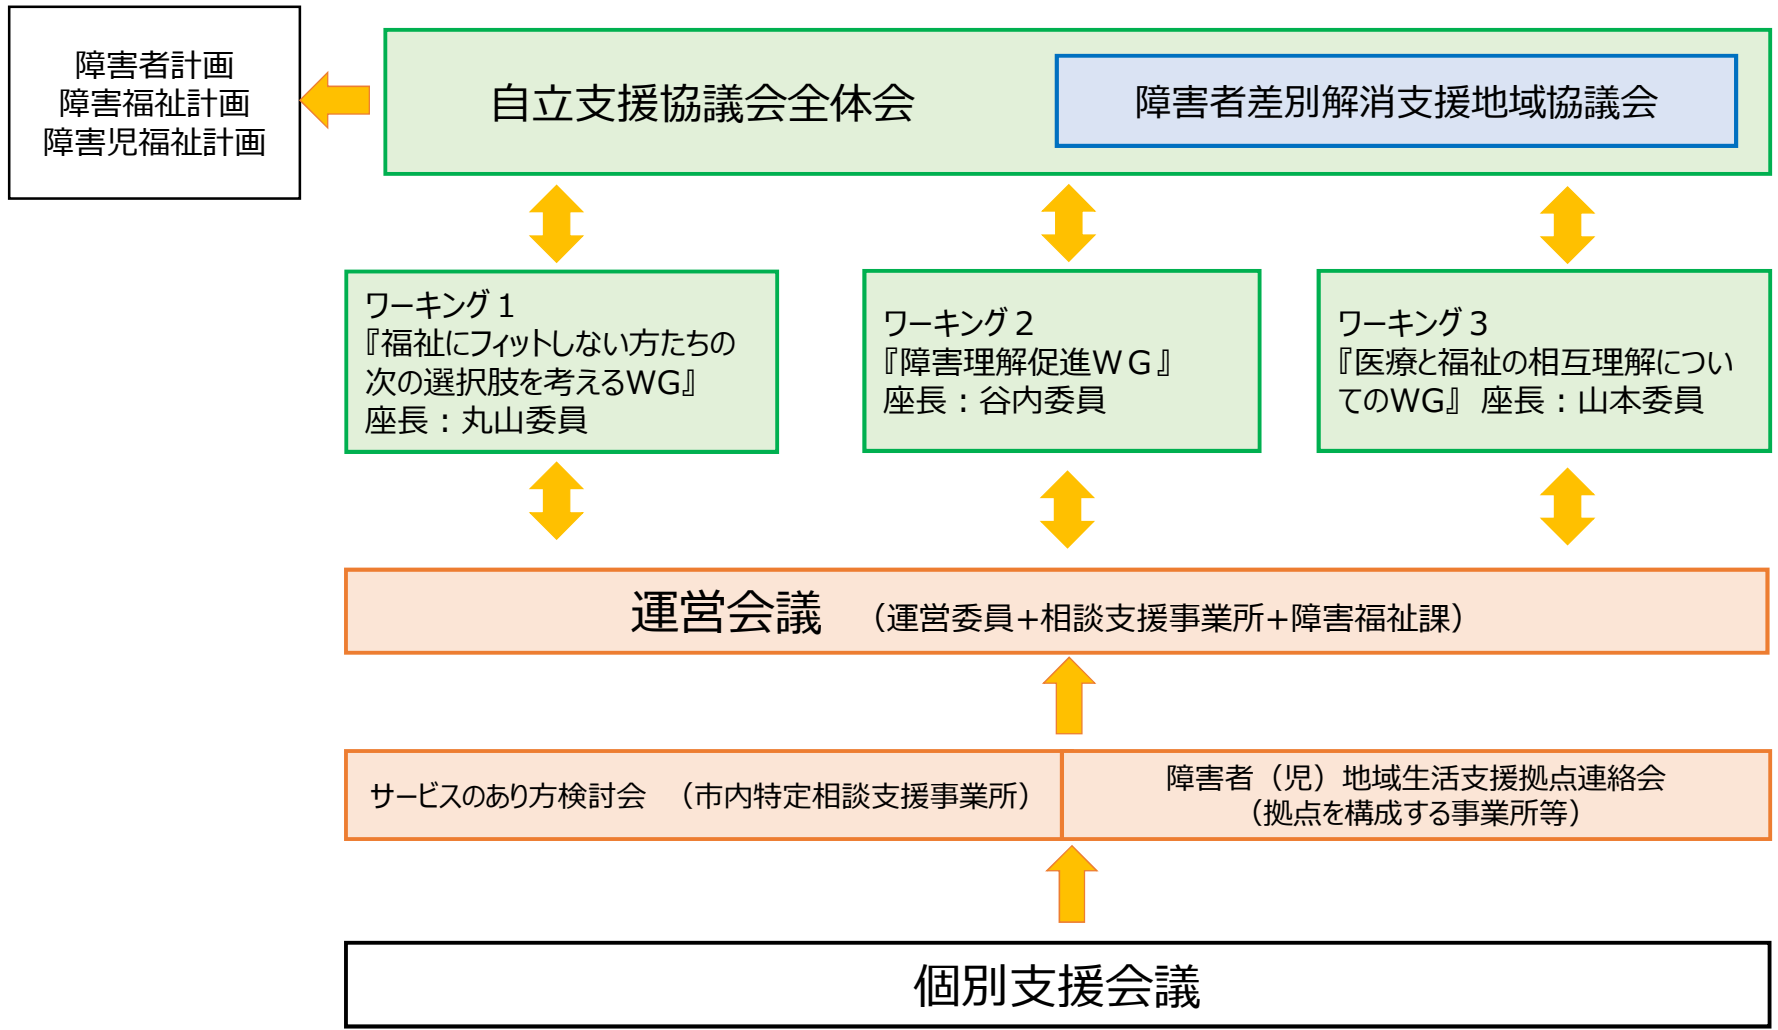 障害者計画
障害福祉計画
障害児福祉計画
自立支援協議会全体会
障害者差別解消支援地域協議会
ワーキング１
『福祉にフィットしない方たちの
次の選択肢を考えるWG』
座長：丸山委員
ワーキング２
『障害理解促進ＷＧ』
座長：谷内委員
ワーキング３
『医療と福祉の相互理解につい
てのWG』 座長：山本委員
運営会議 （運営委員+相談支援事業所+障害福祉課）
サービスのあり方検討会 （市内特定相談支援事業所）
障害者（児）地域生活支援拠点連絡会
（拠点を構成する事業所等）
個別支援会議